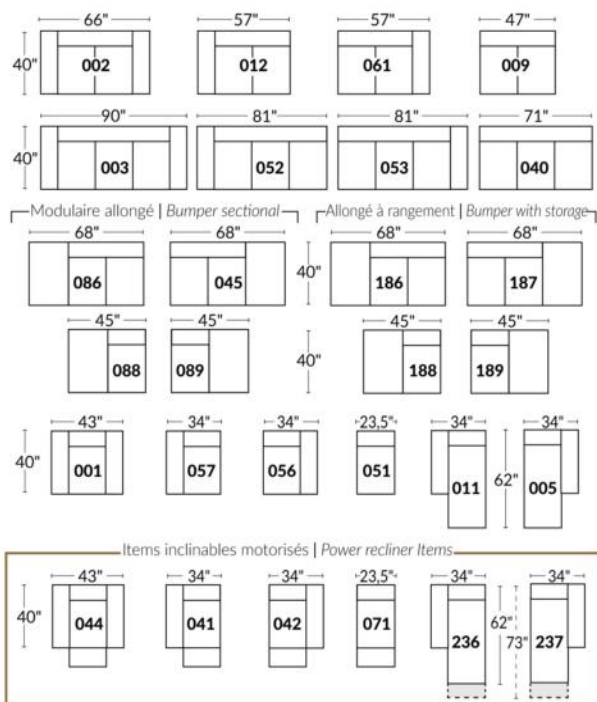 66" 57" 57" 47"
40" 002 012 061 009
90" 81" 81" 71"
40" 003 052 053 040
Modulaire allongé | Bumper sectional Allongé à rangement | Bumper with storage
68" 68" 68" 68"
086 045 40" 186 187
45" 45" 45" 45"
088 089 40" 188 189
43" 34" 34" 23,5" 34" 34"
40" 001 057 056 051 011 62" 005
Items inclinables motorisés | Power recliner Items
43" 34" 34" 23,5" 34" 34"
40" 044 041 042 071 236 62" 73" 237